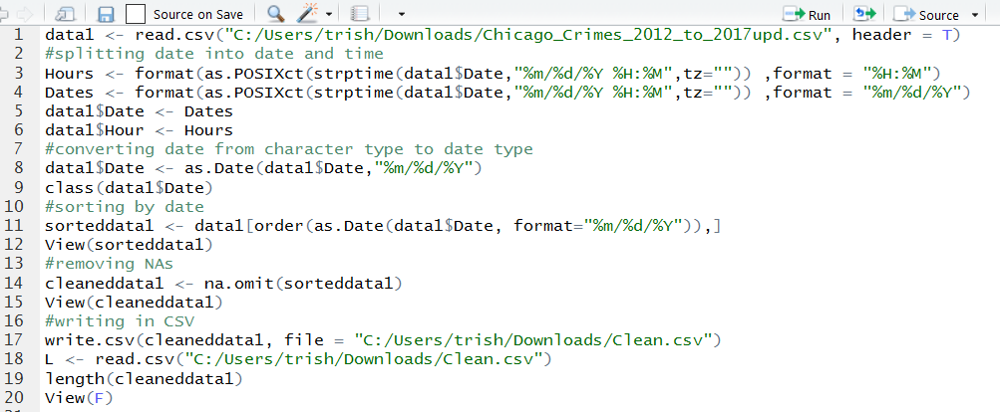 Source on Save Run Source
1 data1 <- read.csv("C:/Users/trish/Downloads/Chicago_Crimes_2012_to_2017upd.csv", header = T)
2 #splitting date into date and time
3 Hours <- format(as.POSIXct(strptime(data1$Date,"%m/%d/%Y %H:%M",tz="")) ,format = "%H:%M")
4 Dates <- format(as.POSIXct(strptime(data1$Date,"%m/%d/%Y %H:%M",tz="")) ,format = "%m/%d/%Y")
5 data1$Date <- Dates
6 data1$Hour <- Hours
7 #converting date from character type to date type
8 data1$Date <- as.Date(data1$Date,"%m/%d/%Y")
9 class(data1$Date)
10 #sorting by date
11 sorteddata1 <- data1[order(as.Date(data1$Date, format="%m/%d/%Y")),]
12 View(sorteddata1)
13 #removing NAs
14 cleaneddata1 <- na.omit(sorteddata1)
15 View(cleaneddata1)
16 #writing in CSV
17 write.csv(cleaneddata1, file = "C:/Users/trish/Downloads/Clean.csv")
18 L <- read.csv("C:/Users/trish/Downloads/Clean.csv")
19 length(cleaneddata1)
20 View(F)